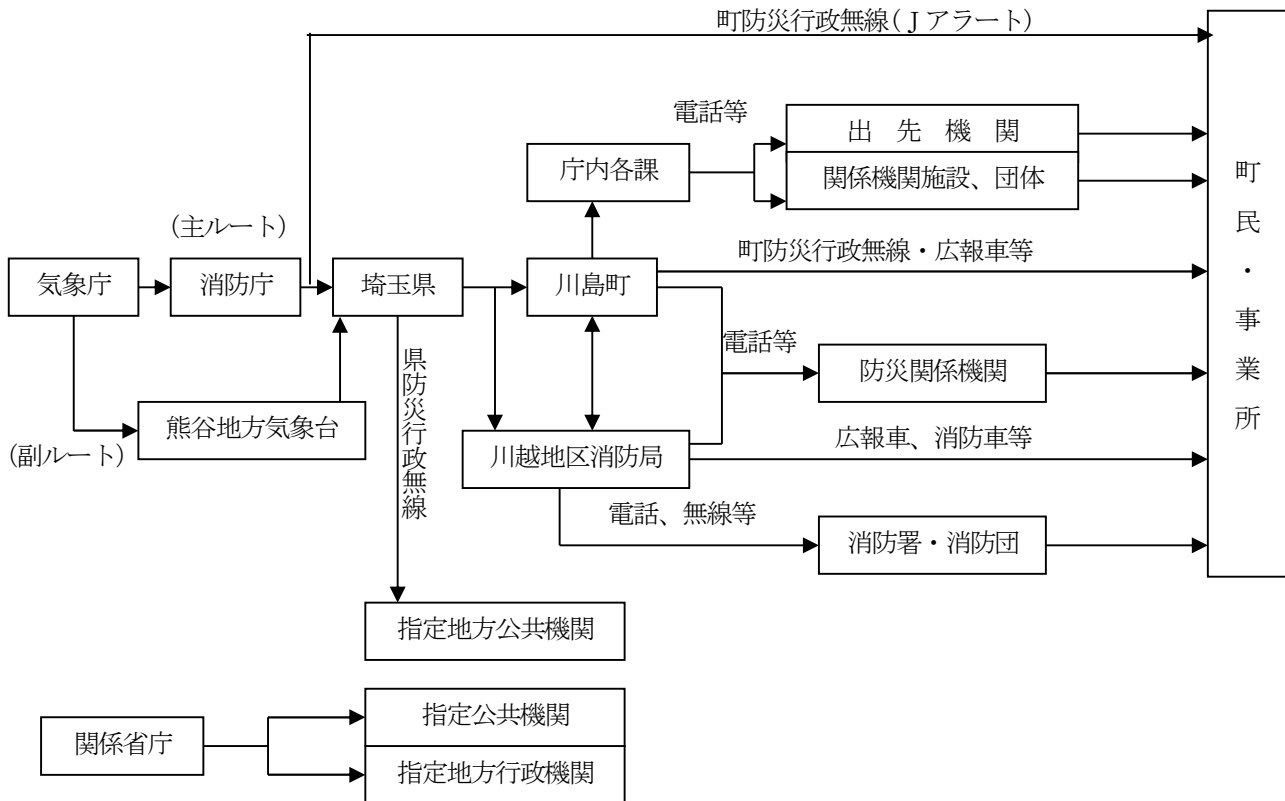 町防災行政無線(Jアラート)
電話等
出先機関
庁内各課
関係機関施設、団体
町民・事業所
(主ルート)
町防災行政無線・広報車等
気象庁
消防庁
埼玉県
川島町
電話等
県防災行政無線
防災関係機関
熊谷地方気象台
広報車、消防車等
(副ルート)
川越地区消防局
電話、無線等
消防署・消防団
指定地方公共機関
指定公共機関
関係省庁
指定地方行政機関